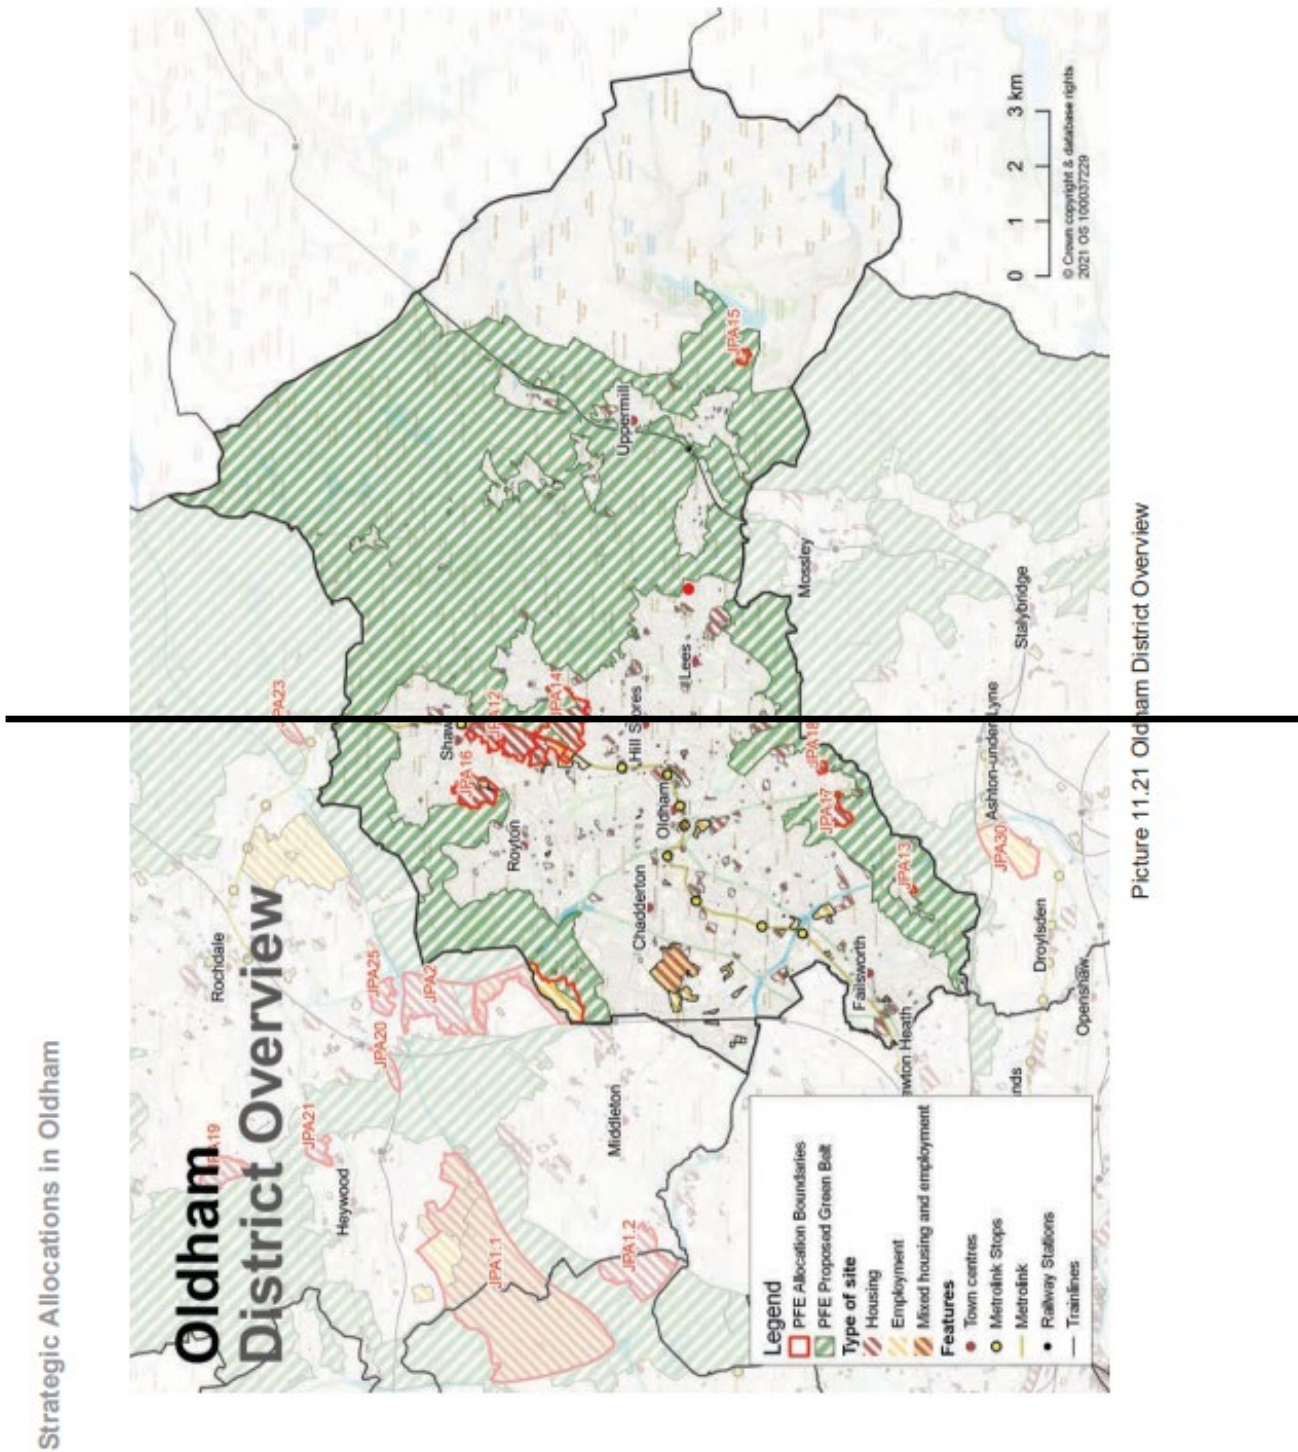 Strategic Allocations in Oldham
Oldham
District Overview
JPA19
JPA21
Heywood
JPA20
JPA25
JPA2
Rochdale
JPA23
JPA1.1
JPA1.2
Middleton
Royton
JPA16
Shaw
JPA12
JPA14
Chadderton
Oldham
Hill Stores
Lees
Uppermill
JPA15
Failsworth
JPA13
JPA17
JPA18
Mossley
wton Heath
nds
Openshaw
Droylsden
JPA30
Ashton-under-Lyne
Stalybridge
Legend
PFE Allocation Boundaries
PFE Proposed Green Belt
Type of site
Housing
Employment
Mixed housing and employment
Features
Town centres
Metrolink Stops
Metrolink
Railway Stations
Trainlines
0 1 2 3 km
© Crown copyright & database rights
2021 OS 100037229
Picture 11.21 Oldham District Overview